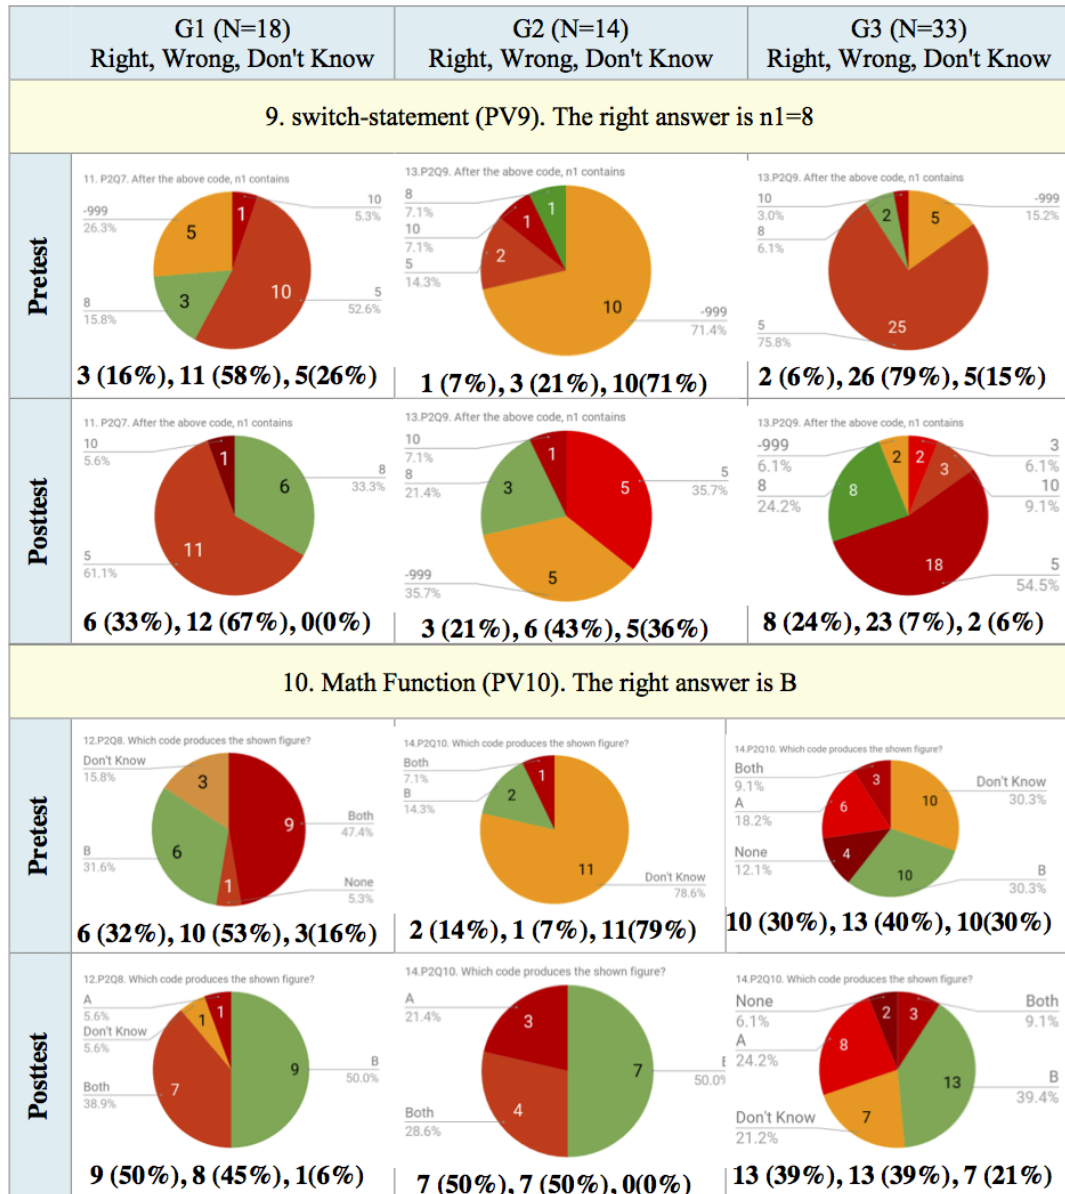 G1 (N=18)
Right, Wrong, Don't Know
G2 (N=14)
Right, Wrong, Don't Know
G3 (N=33)
Right, Wrong, Don't Know
9. switch-statement (PV9). The right answer is n1=8
Pretest
11. P2Q7. After the above code, n1 contains
10
5.3%
-999
26.3%
1
5
10
3
5
52.6%
8
15.8%
3 (16%), 11 (58%), 5(26%)
13.P2Q9. After the above code, n1 contains
8
7.1%
10
7.1%
5
14.3%
1
1
2
10
-999
71.4%
1 (7%), 3 (21%), 10(71%)
13.P2Q9. After the above code, n1 contains
10
3.0%
8
6.1%
2
5
-999
15.2%
25
5
75.8%
2 (6%), 26 (79%), 5(15%)
Posttest
11. P2Q7. After the above code, n1 contains
10
5.6%
1
6
8
33.3%
11
5
61.1%
6 (33%), 12 (67%), 0(0%)
13.P2Q9. After the above code, n1 contains
10
7.1%
8
21.4%
1
3
5
5
35.7%
5
-999
35.7%
3 (21%), 6 (43%), 5(36%)
13.P2Q9. After the above code, n1 contains
-999
6.1%
8
24.2%
2
2
3
8
3
6.1%
10
9.1%
18
5
54.5%
8 (24%), 23 (7%), 2 (6%)
10. Math Function (PV10). The right answer is B
Pretest
12.P2Q8. Which code produces the shown figure?
Don't Know
15.8%
3
9
Both
47.4%
6
B
31.6%
1
None
5.3%
6 (32%), 10 (53%), 3(16%)
14.P2Q10. Which code produces the shown figure?
Both
7.1%
B
14.3%
1
2
11
Don't Know
78.6%
2 (14%), 1 (7%), 11(79%)
14.P2Q10. Which code produces the shown figure?
Both
9.1%
A
18.2%
None
12.1%
3
6
4
10
10
Don't Know
30.3%
B
30.3%
10 (30%), 13 (40%), 10(30%)
Posttest
12.P2Q8. Which code produces the shown figure?
A
5.6%
Don't Know
5.6%
Both
38.9%
1
1
7
9
B
50.0%
9 (50%), 8 (45%), 1(6%)
14.P2Q10. Which code produces the shown figure?
A
21.4%
3
7
50.0%
4
Both
28.6%
7 (50%), 7 (50%), 0(0%)
14.P2Q10. Which code produces the shown figure?
None
6.1%
A
24.2%
2
3
8
13
7
Both
9.1%
B
39.4%
Don't Know
21.2%
13 (39%), 13 (39%), 7 (21%)